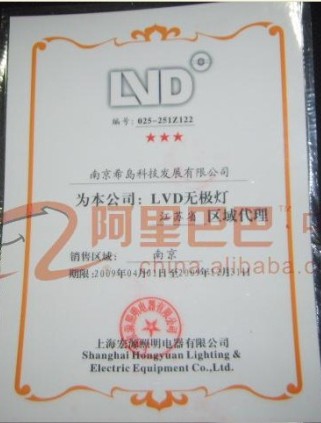 LVD
编号: 025-251Z122
南京希岛科技发展有限公司
为本公司: LVD无极灯
江苏省 区域代理
阿里巴巴
china.alibaba.c
销售区域: 南京
期限: 2009年04月01日至2009年12月31日
上海宏源照明电器有限公司
Shanghai Hongyuan Lighting &
Electric Equipment Co.,Ltd.